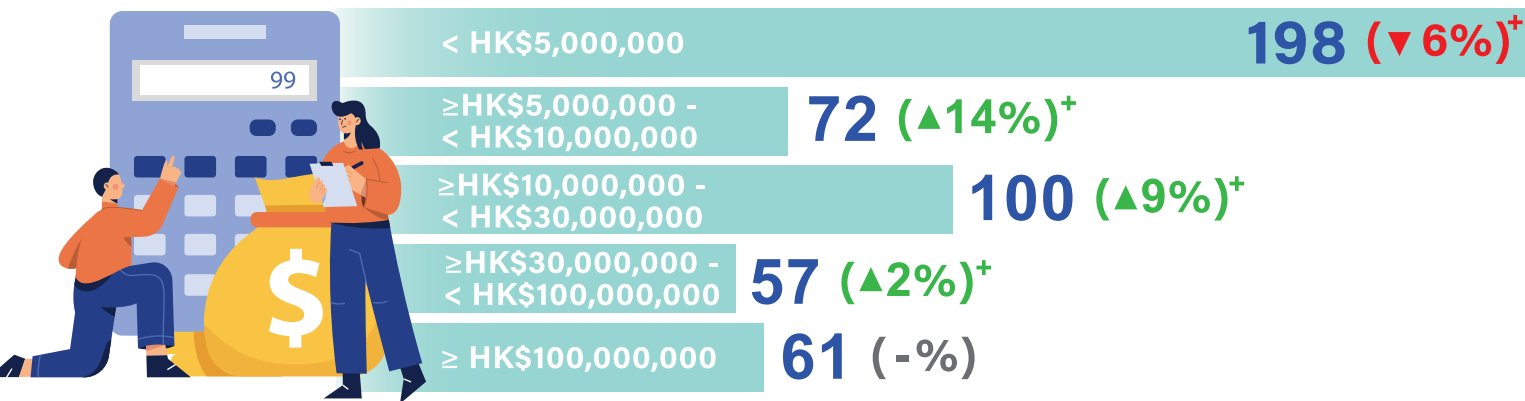 99
< HK$5,000,000
198 (▼6%)+
≥HK$5,000,000 -
< HK$10,000,000
72 (▲14%)+
≥HK$10,000,000 -
< HK$30,000,000
100 (▲9%)+
≥HK$30,000,000 -
< HK$100,000,000
57 (▲2%)+
≥ HK$100,000,000
61 (-%)
$